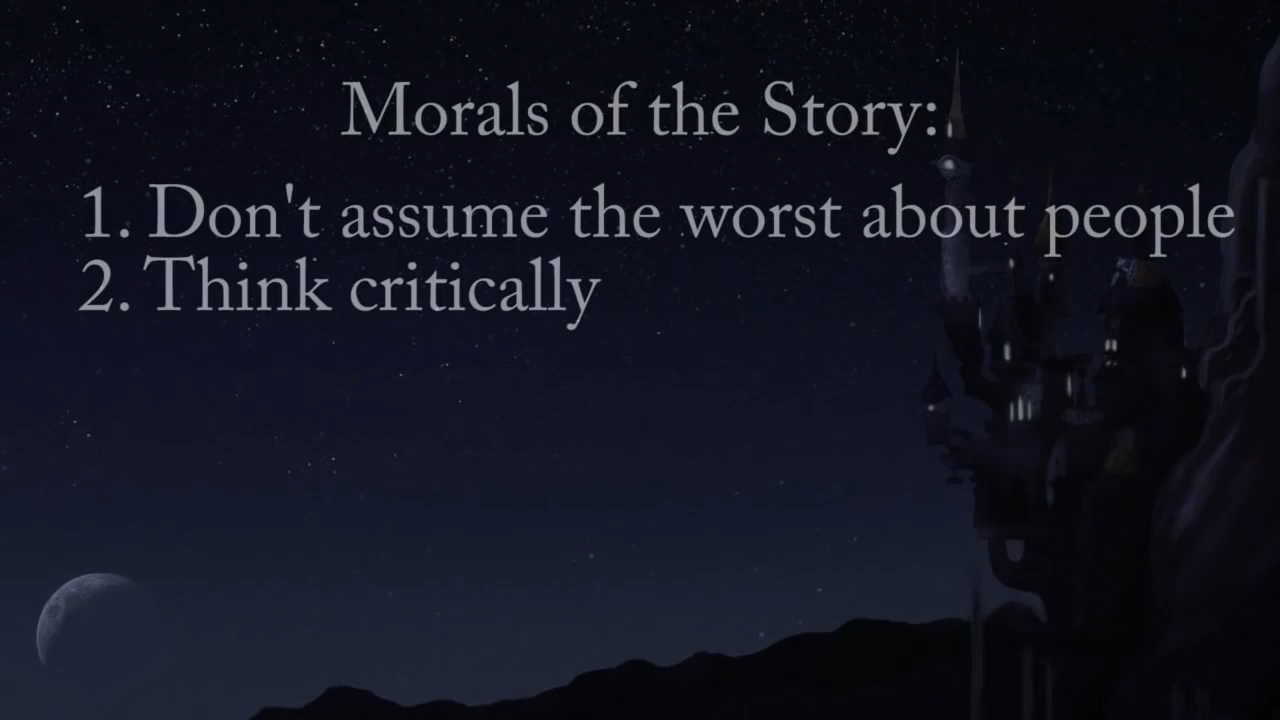 Morals of the Story:
1. Don't assume the worst about people
2. Think critically